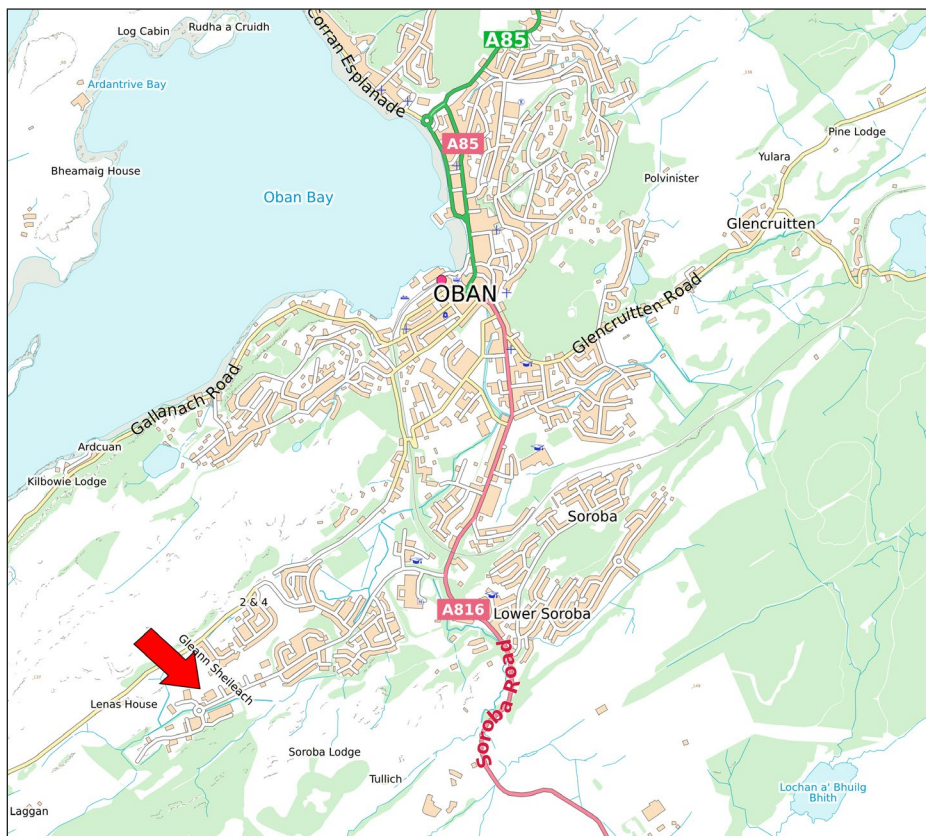 Log Cabin
Rudha a Cruidh
Corran Esplanade
A85
Ardantrive Bay
A85
Pine Lodge
Yulara
Bheamaig House
Polvinister
Oban Bay
Glencruitten
OBAN
Glencruitten Road
Gallanach Road
Ardcuan
Kilbowie Lodge
Soroba
2 & 4
A816
Lower Soroba
Gleann Sheileach
Soroba Road
Lenas House
Soroba Lodge
Tullich
Lochan a' Bhuilg
Bhith
Laggan